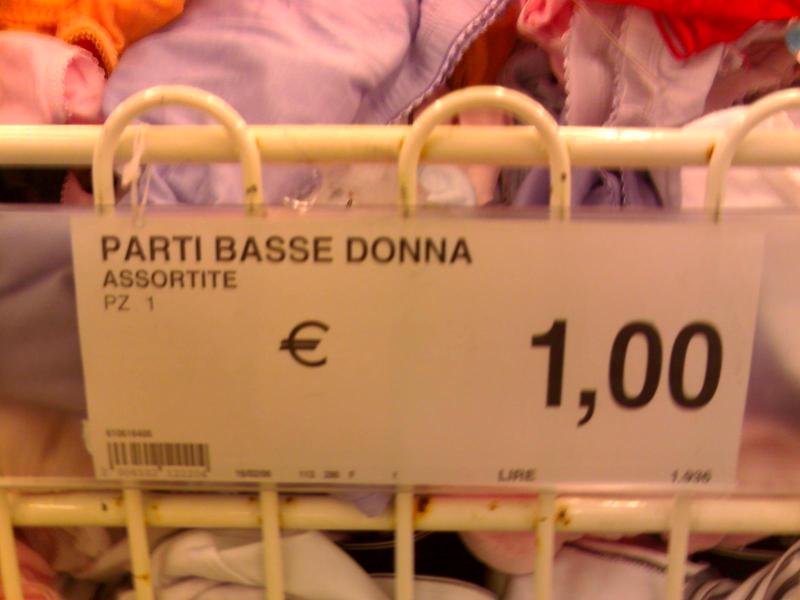 PARTI BASSE DONNA
ASSORTITE
PZ 1
€ 1,00
LIRE 1.936